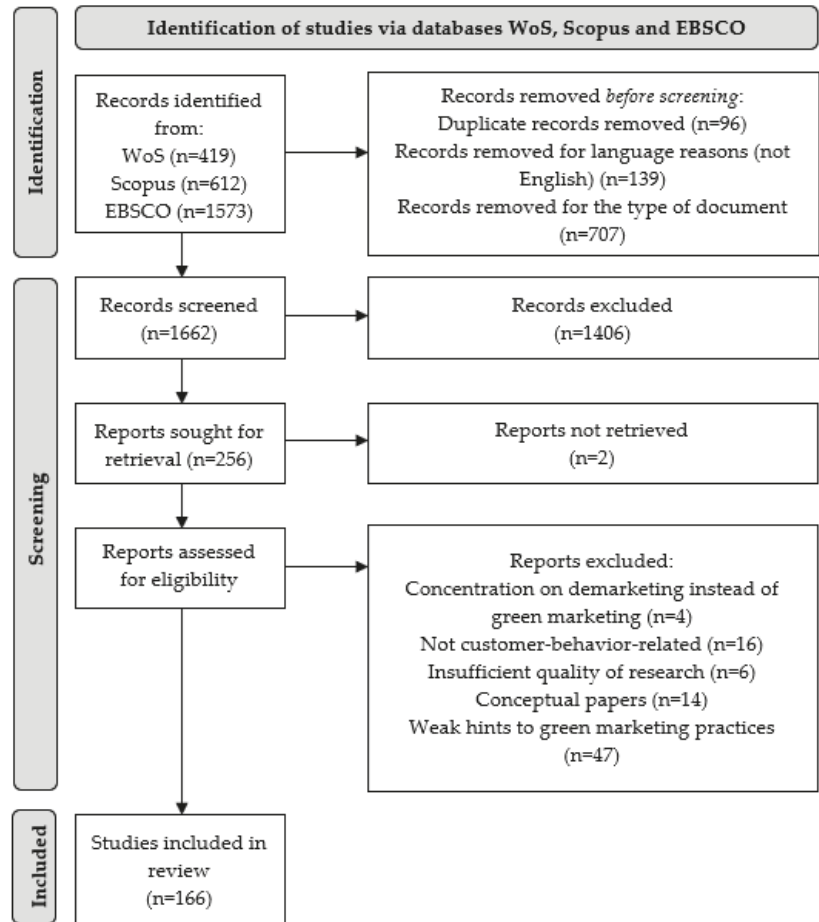 Identification of studies via databases WoS, Scopus and EBSCO
Identification
Records identified
from:
WoS (n=419)
Scopus (n=612)
EBSCO (n=1573)
Records removed before screening:
Duplicate records removed (n=96)
Records removed for language reasons (not
English) (n=139)
Records removed for the type of document
(n=707)
Screening
Records screened
(n=1662)
Records excluded
(n=1406)
Reports sought for
retrieval (n=256)
Reports not retrieved
(n=2)
Reports assessed
for eligibility
Reports excluded:
Concentration on demarketing instead of
green marketing (n=4)
Not customer-behavior-related (n=16)
Insufficient quality of research (n=6)
Conceptual papers (n=14)
Weak hints to green marketing practices
(n=47)
Included
Studies included in
review
(n=166)